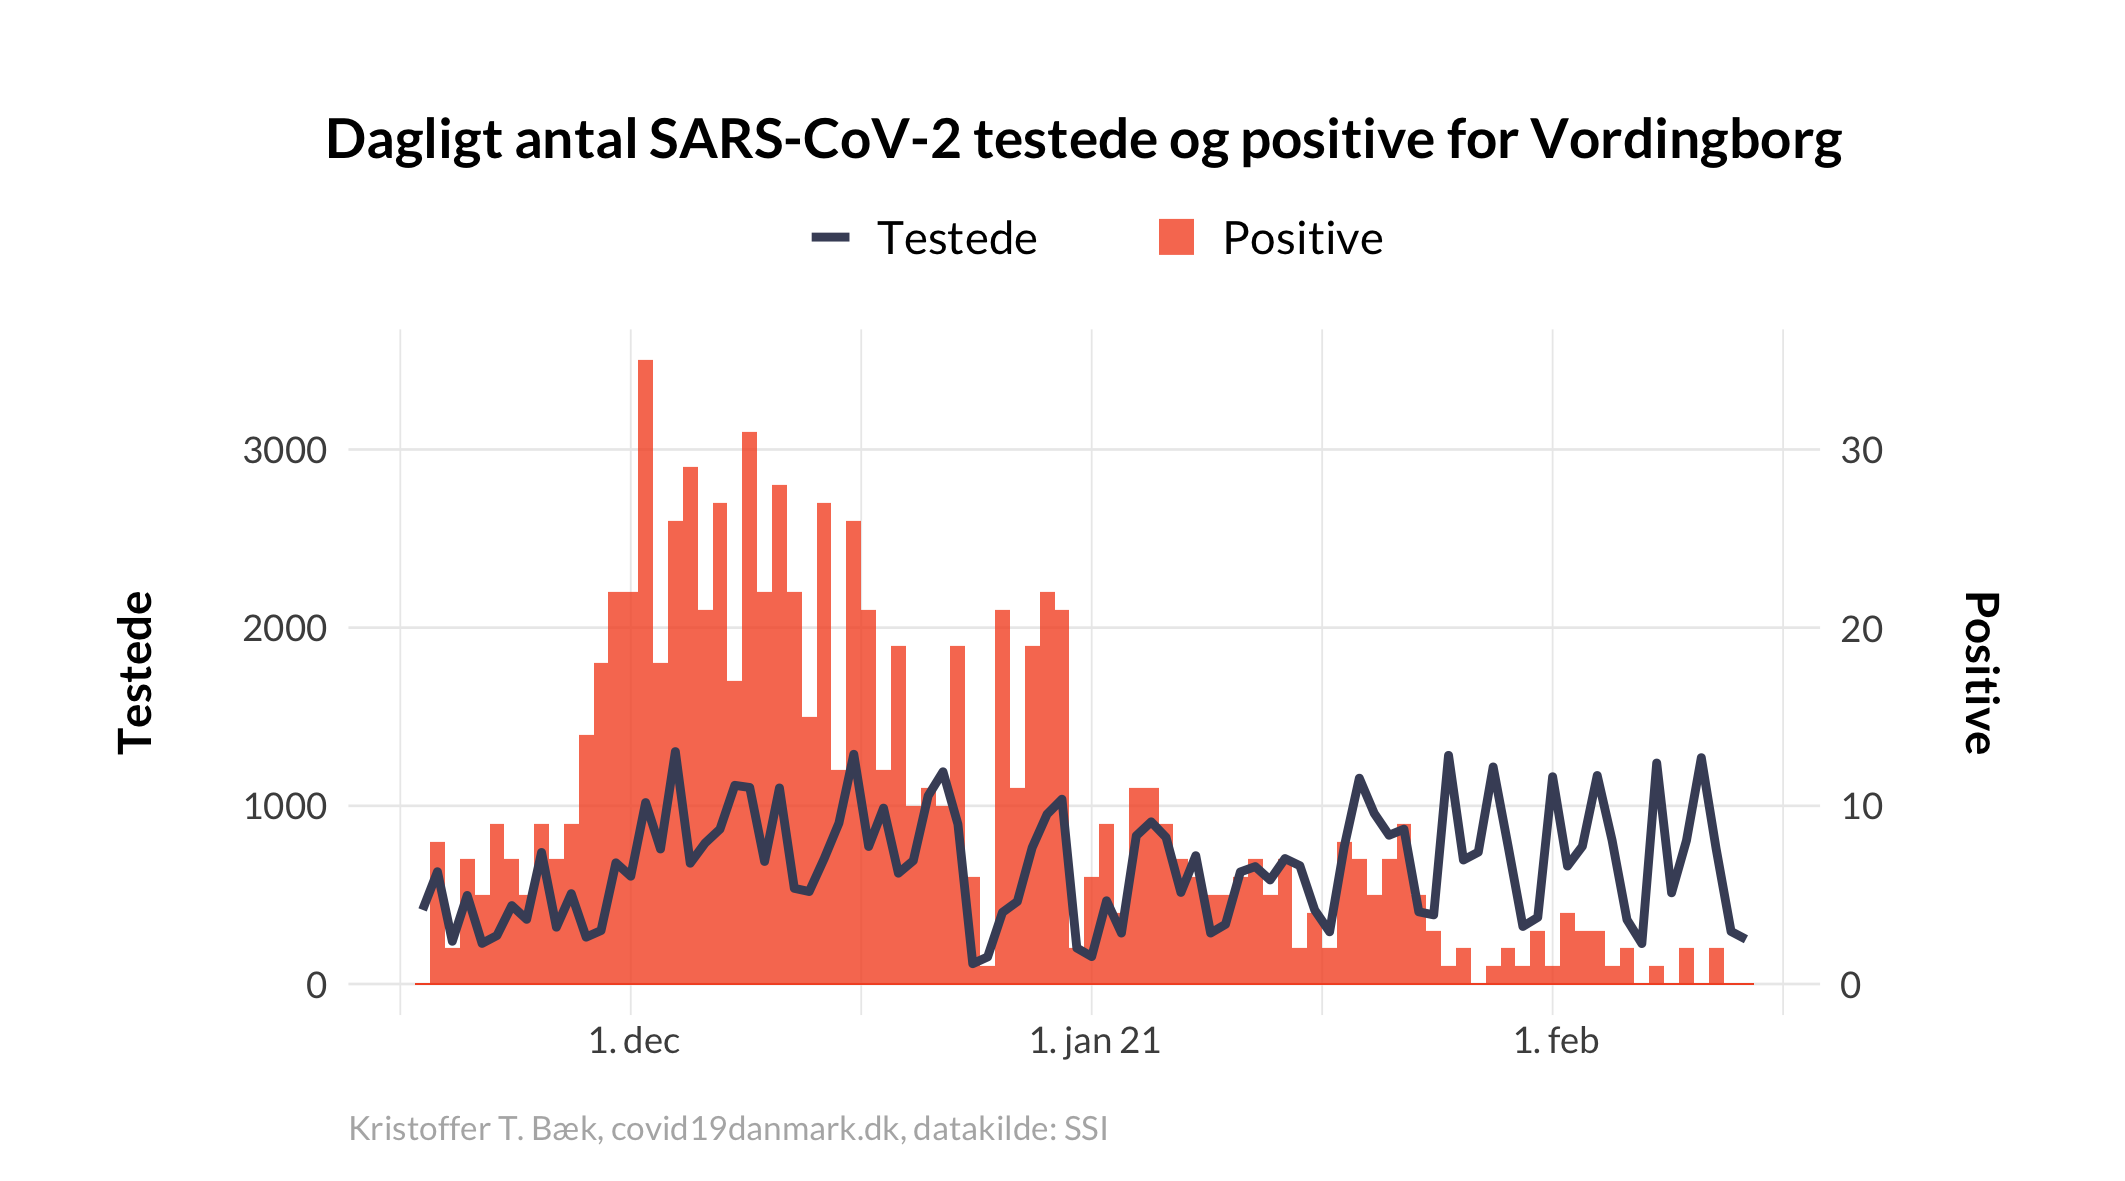 Dagligt antal SARS-CoV-2 testede og positive for Vordingborg
Testede Positive
3000
2000
1000
0
Testede
30
20
10
0
Positive
1. dec
1. jan 21
1. feb
Kristoffer T. Bæk, covid19danmark.dk, datakilde: SSI